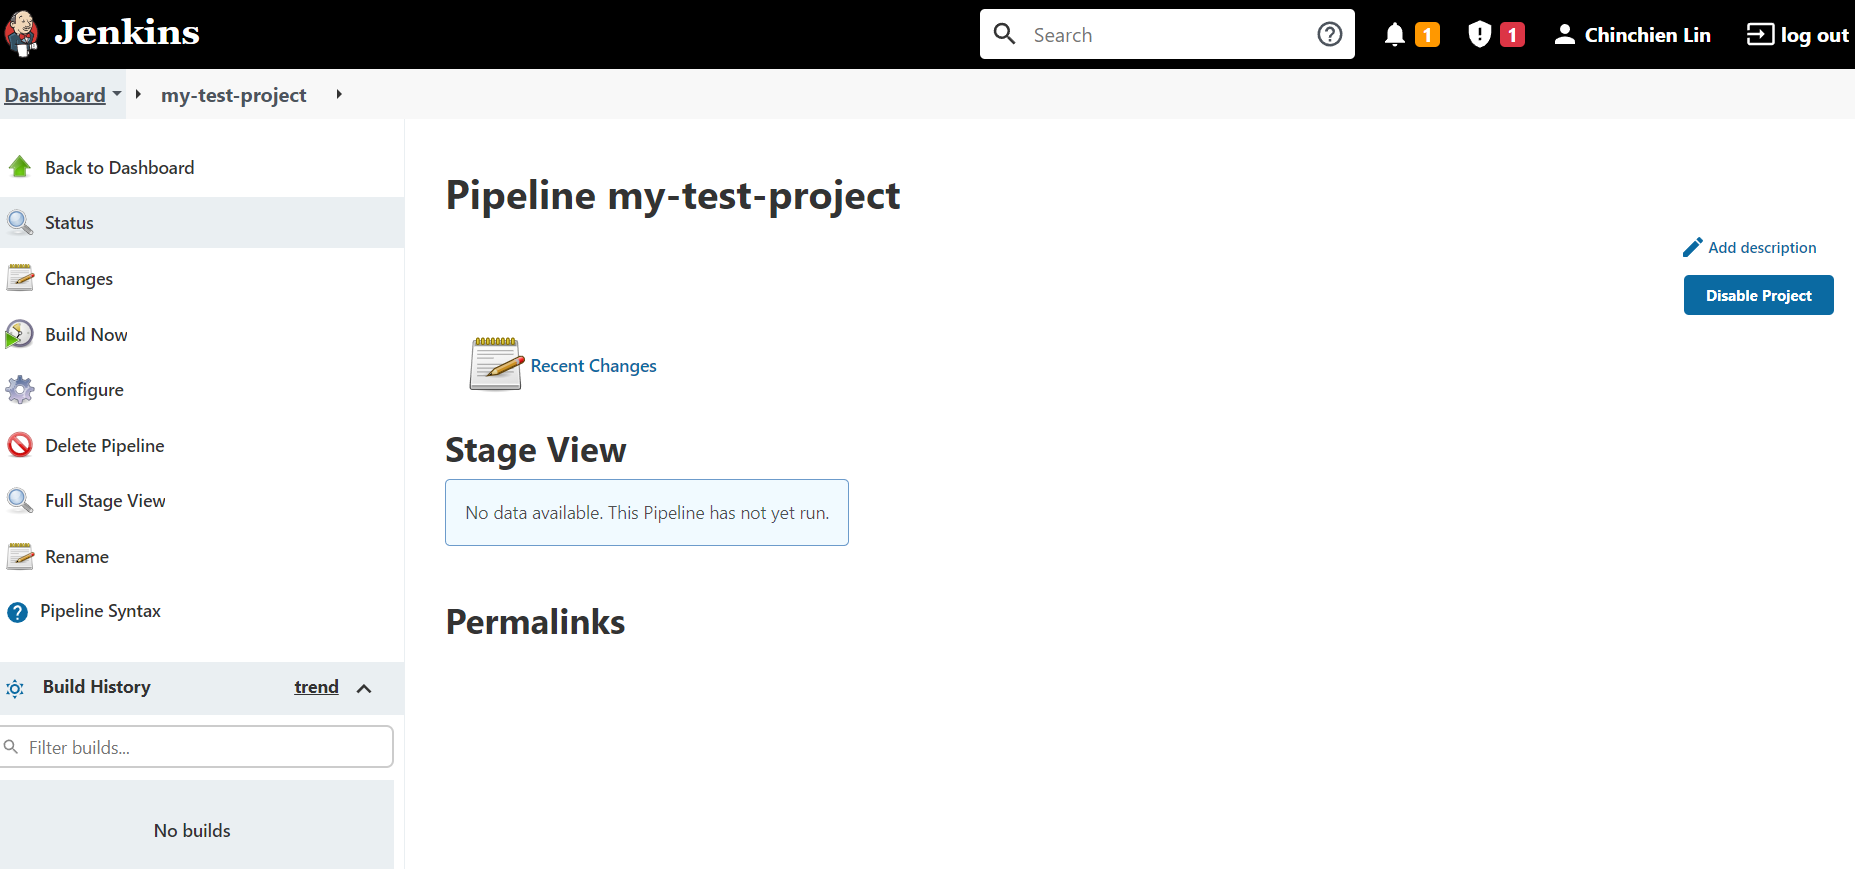 Jenkins
Search
1
1
Chinchien Lin
log out
Dashboard
my-test-project
Back to Dashboard
Status
Changes
Build Now
Configure
Delete Pipeline
Full Stage View
Rename
Pipeline Syntax
Build History
trend
Filter builds...
No builds
Pipeline my-test-project
Add description
Disable Project
Recent Changes
Stage View
No data available. This Pipeline has not yet run.
Permalinks